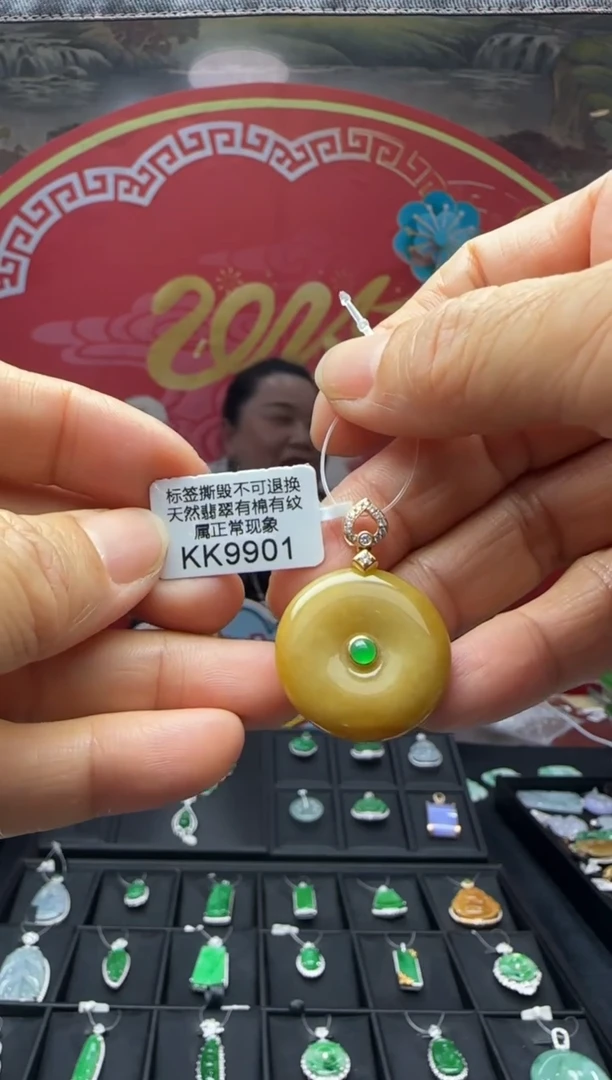 标签撕毁不可退换
天然翡翠有棉有纹
属正常现象
KK9901